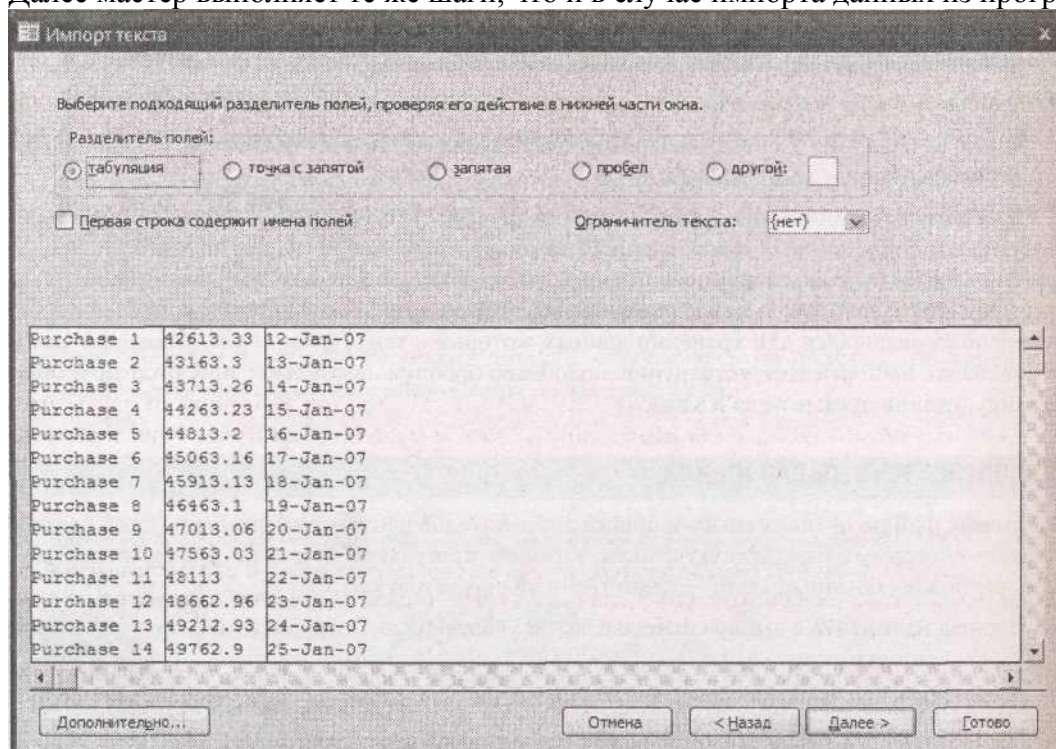 Далее мастер выполняет те же шаги, что и в случае импорта данных из
Импорт текста
Выберите подходящий разделитель полей, проверяя его действие в нижней части окна.
Разделитель полей:
табуляция точка с запятой запятая пробел другой:
Первая строка содержит имена полей Ограничитель текста: {нет}
Purchase 1 42613.33 12-Jan-07
Purchase 2 43163.3 13-Jan-07
Purchase 3 43713.26 14-Jan-07
Purchase 4 44263.23 15-Jan-07
Purchase 5 44813.2 16-Jan-07
Purchase 6 45063.16 17-Jan-07
Purchase 7 45913.13 18-Jan-07
Purchase 8 46463.1 19-Jan-07
Purchase 9 47013.06 20-Jan-07
Purchase 10 47563.03 21-Jan-07
Purchase 11 48113 22-Jan-07
Purchase 12 48662.96 23-Jan-07
Purchase 13 49212.93 24-Jan-07
Purchase 14 49762.9 25-Jan-07
Дополнительно... Отмена < Назад Далее > Готово